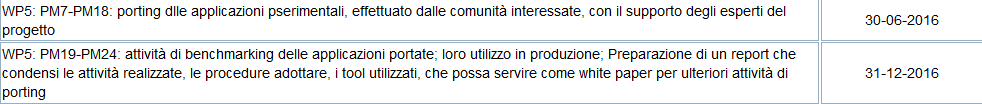 WP5: PM7-PM18: porting dlle applicazioni pserimentali, effettuato dalle comunità interessate, con il supporto degli esperti del
progetto
30-06-2016
WP5: PM19-PM24: attività di benchmarking delle applicazioni portate; loro utilizzo in produzione; Preparazione di un report che
condensi le attività realizzate, le procedure adottare, i tool utilizzati, che possa servire come white paper per ulteriori attività di
porting
31-12-2016